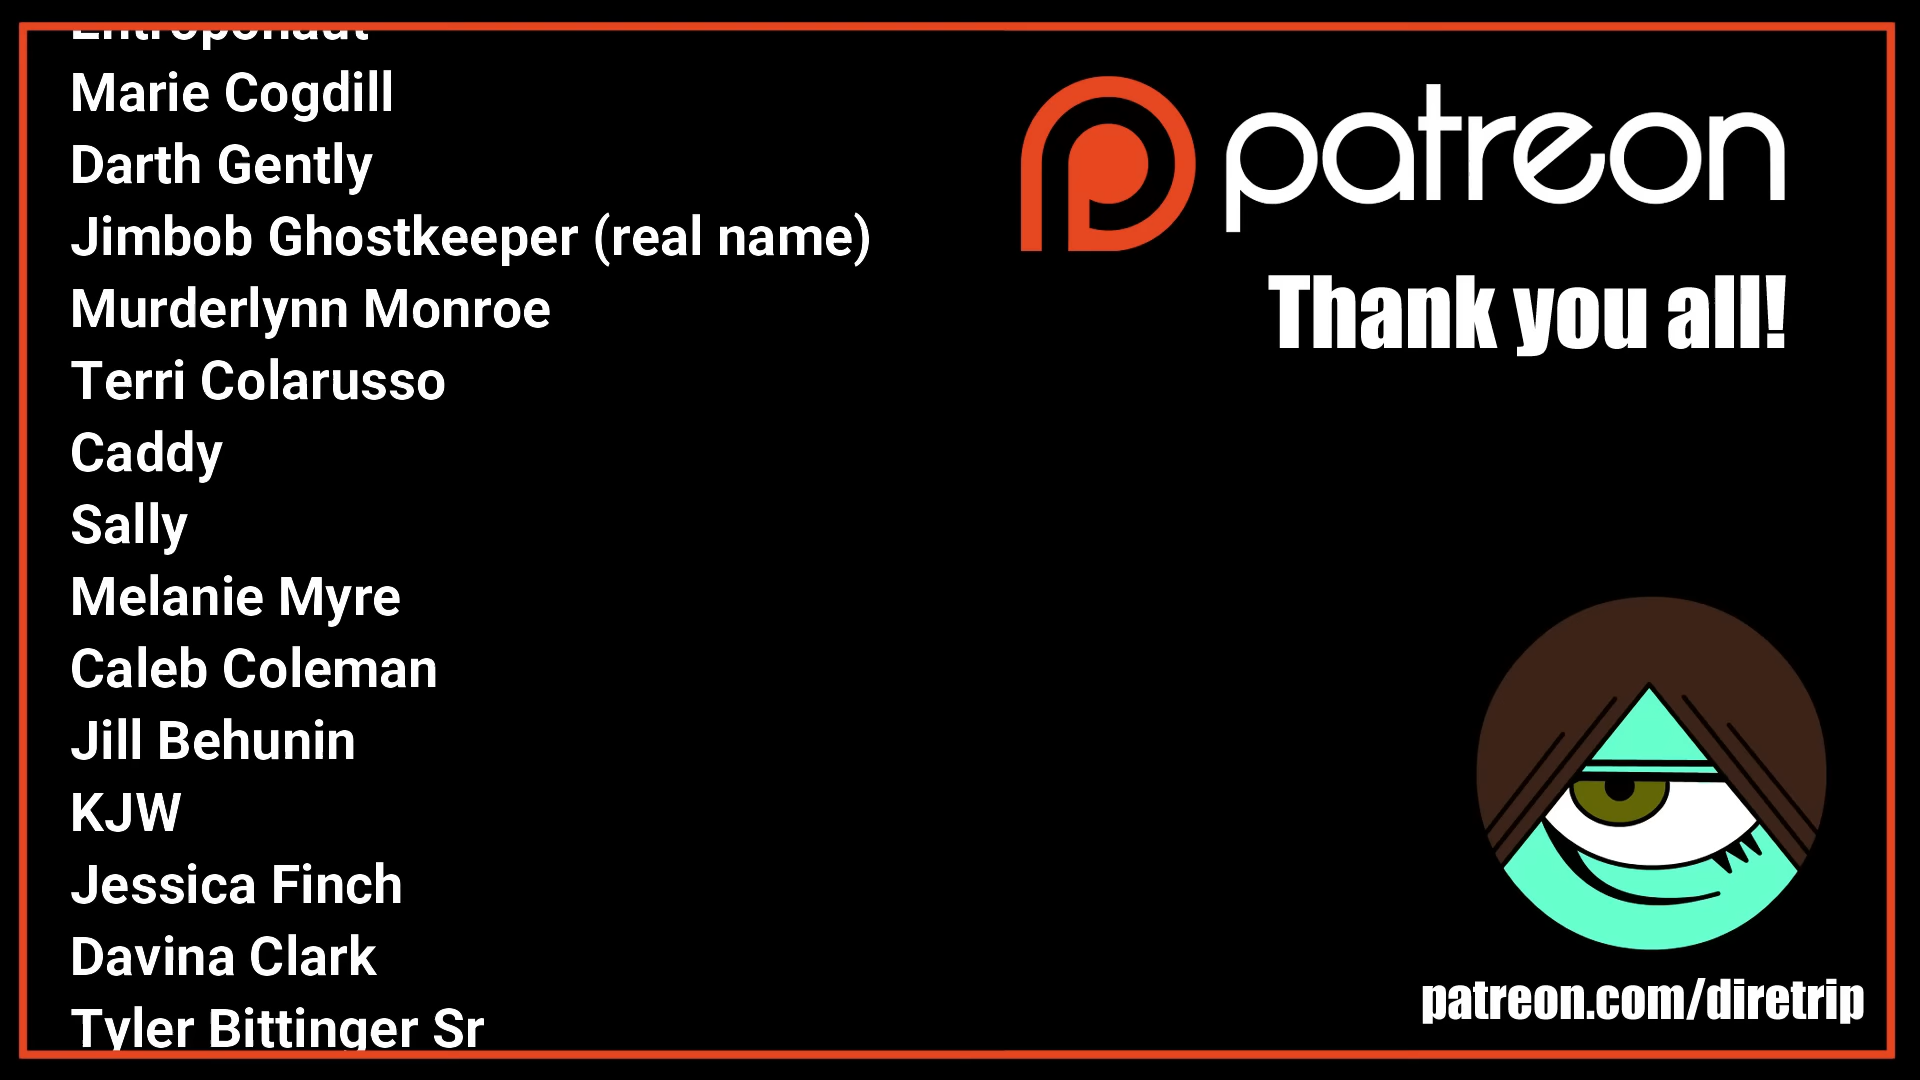 Entroponaut
Marie Cogdill
Darth Gently
Jimbob Ghostkeeper (real name)
Murderlynn Monroe
Terri Colarusso
Caddy
Sally
Melanie Myre
Caleb Coleman
Jill Behunin
KJW
Jessica Finch
Davina Clark
Tyler Bittinger Sr
patreon
Thank you all!
patreon.com/diretrip